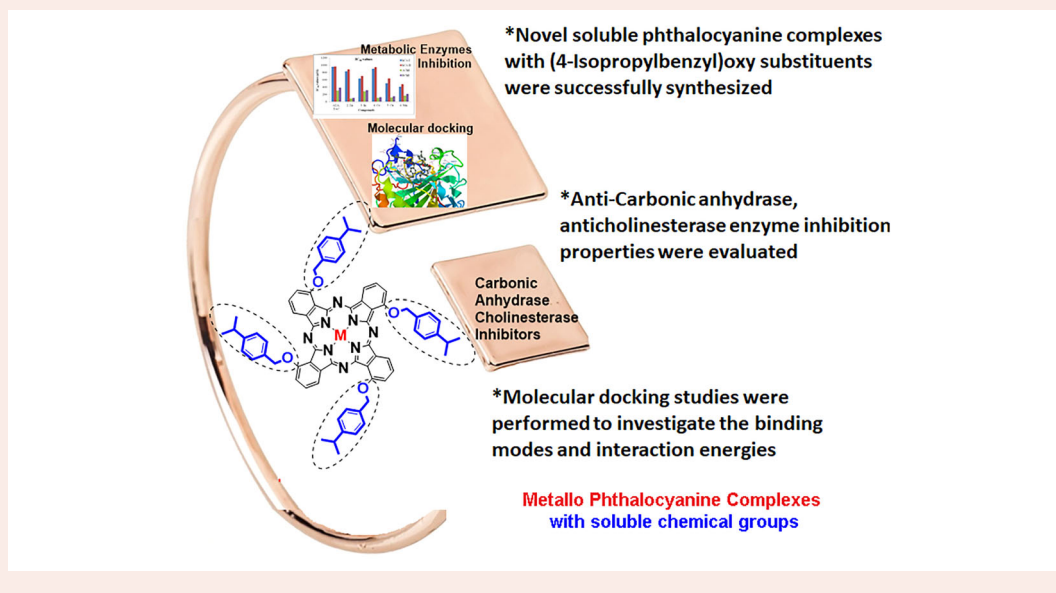 Metabolic Enzymes
Inhibition
Molecular docking
*Novel soluble phthalocyanine complexes
with (4-Isopropylbenzyl)oxy substituents
were successfully synthesized
*Anti-Carbonic anhydrase,
anticholinesterase enzyme inhibition
properties were evaluated
Carbonic
Anhydrase
Cholinesterase
Inhibitors
O
O
N
N
N
N
N
M
N
N
N
O
O
*Molecular docking studies were
performed to investigate the binding
modes and interaction energies
Metallo Phthalocyanine Complexes
with soluble chemical groups